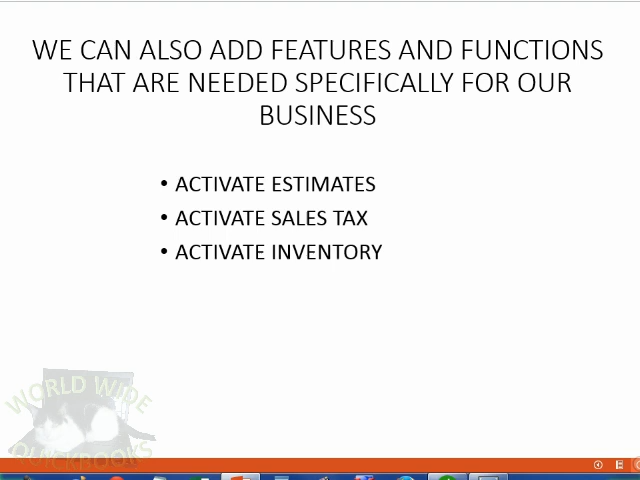 WE CAN ALSO ADD FEATURES AND FUNCTIONS
THAT ARE NEEDED SPECIFICALLY FOR OUR
BUSINESS
• ACTIVATE ESTIMATES
• ACTIVATE SALES TAX
• ACTIVATE INVENTORY
WORLD WIDE
QUICKBOOKS